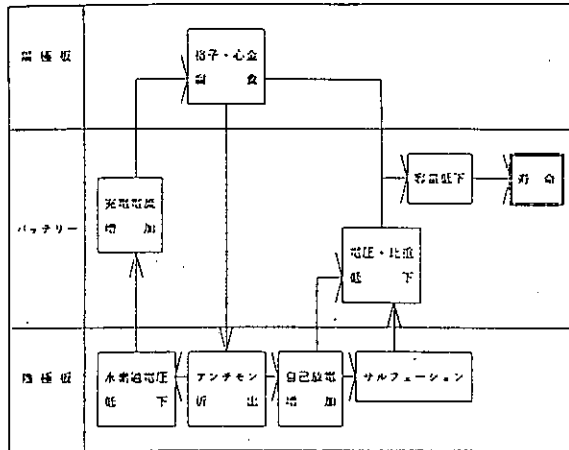 陽極板
格子・心金
腐食
バッテリー
充電電流
増加
容量低下
寿命
電圧・比重
低下
陰極板
水素過電圧
低下
アンチモン
析出
自己放電
増加
サルフェーション